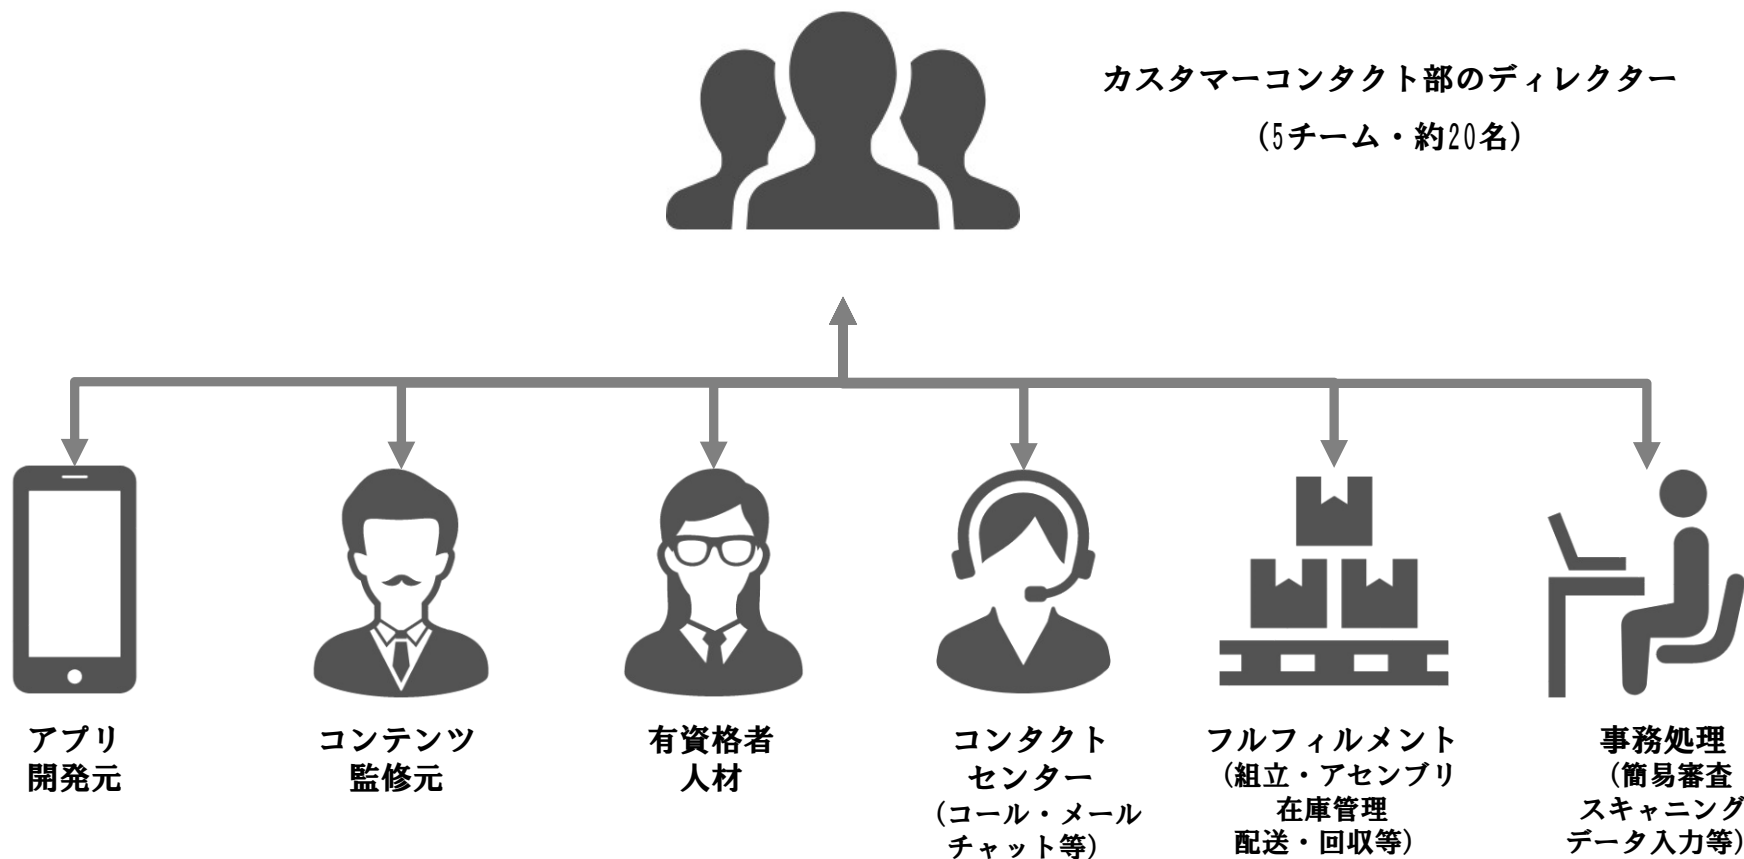 カスタマーコンタクト部のディレクター
(5チーム・約20名)
アプリ
開発元
コンテンツ
監修元
有資格者
人材
コンタクト
センター
(コール・メール
チャット等)
フルフィルメント
(組立・アセンブリ
在庫管理
配送・回収等)
事務処理
(簡易審査
スキャニング
データ入力等)